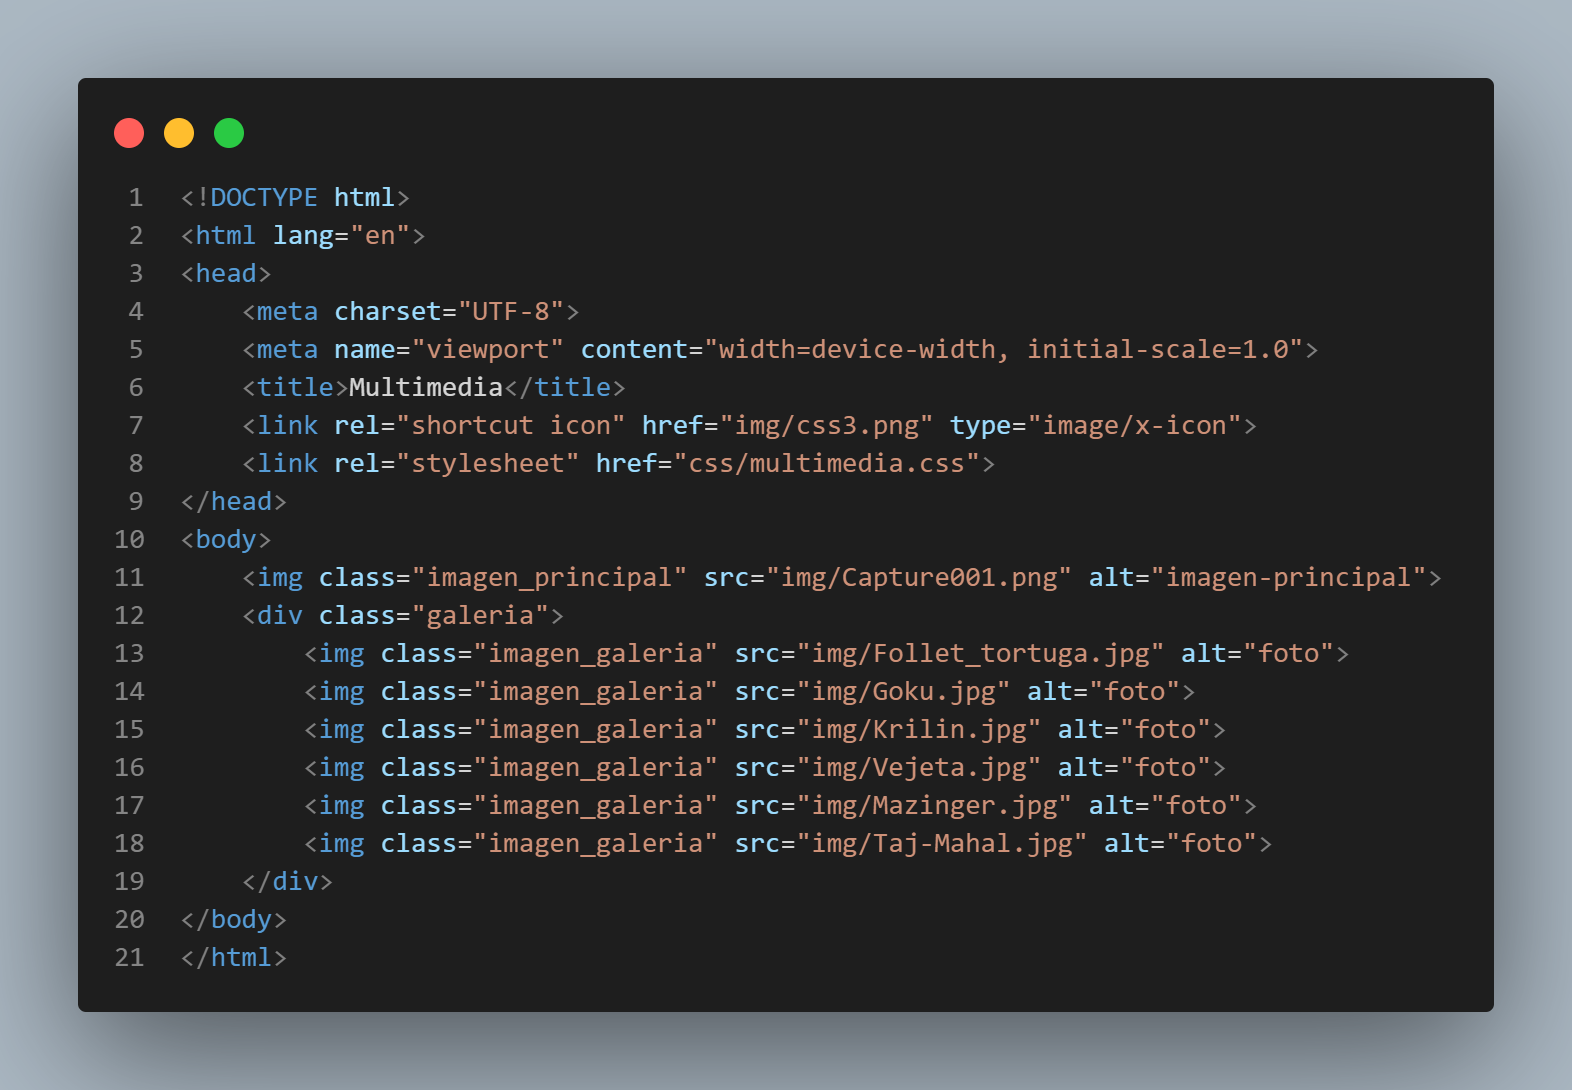 1 <!DOCTYPE html>
2 <html lang="en">
3 <head>
4     <meta charset="UTF-8">
5     <meta name="viewport" content="width=device-width, initial-scale=1.0">
6     <title>Multimedia</title>
7     <link rel="shortcut icon" href="img/css3.png" type="image/x-icon">
8     <link rel="stylesheet" href="css/multimedia.css">
9 </head>
10 <body>
11     <img class="imagen_principal" src="img/Capture001.png" alt="imagen-principal">
12     <div class="galeria">
13         <img class="imagen_galeria" src="img/Follet_tortuga.jpg" alt="foto">
14         <img class="imagen_galeria" src="img/Goku.jpg" alt="foto">
15         <img class="imagen_galeria" src="img/Krilin.jpg" alt="foto">
16         <img class="imagen_galeria" src="img/Vejeta.jpg" alt="foto">
17         <img class="imagen_galeria" src="img/Mazinger.jpg" alt="foto">
18         <img class="imagen_galeria" src="img/Taj-Mahal.jpg" alt="foto">
19     </div>
20 </body>
21 </html>